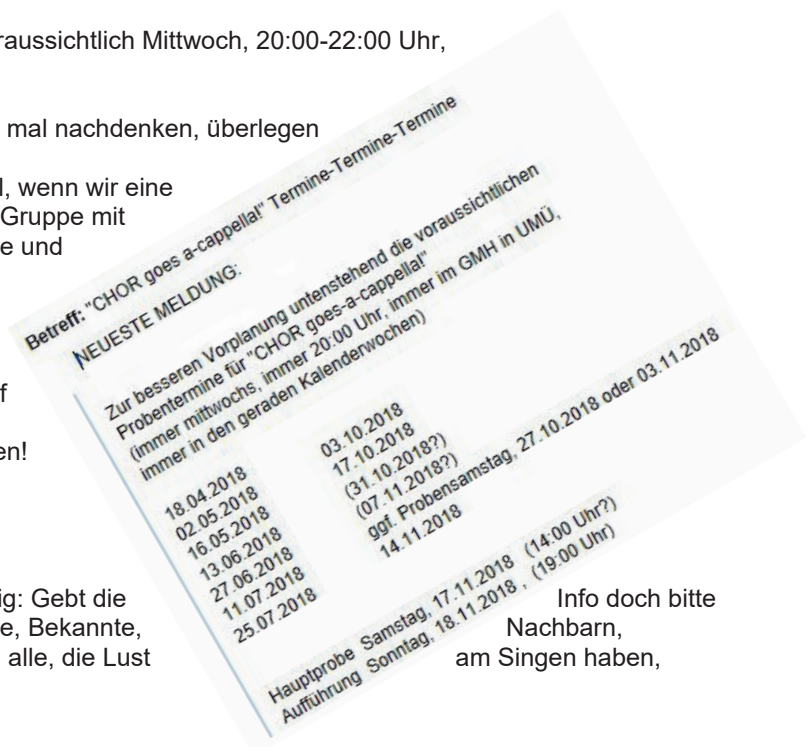 raussichtlich Mittwoch, 20:00-22:00 Uhr,
mal nachdenken, überlegen
l, wenn wir eine
Gruppe mit
e und
f
en!
ig: Gebt die Info doch bitte
e, Bekannte, Nachbarn,
alle, die Lust am Singen haben,
Betreff: "CHOR goes a-cappella!" Termine-Termine-Termine
NEUESTE MELDUNG:
Zur besseren Vorplanung untenstehend die voraussichtlichen
Probentermine für "CHOR goes-a-cappella!"
(immer mittwochs, immer 20:00 Uhr, immer im GMH in UMÜ,
immer in den geraden Kalenderwochen)
18.04.2018 03.10.2018
02.05.2018 17.10.2018
16.05.2018 (31.10.2018?)
13.06.2018 (07.11.2018?)
27.06.2018 ggf. Probensamstag, 27.10.2018 oder 03.11.2018
11.07.2018 14.11.2018
25.07.2018
Hauptprobe Samstag, 17.11.2018 (14:00 Uhr?)
Aufführung Sonntag, 18.11.2018 , (19:00 Uhr)